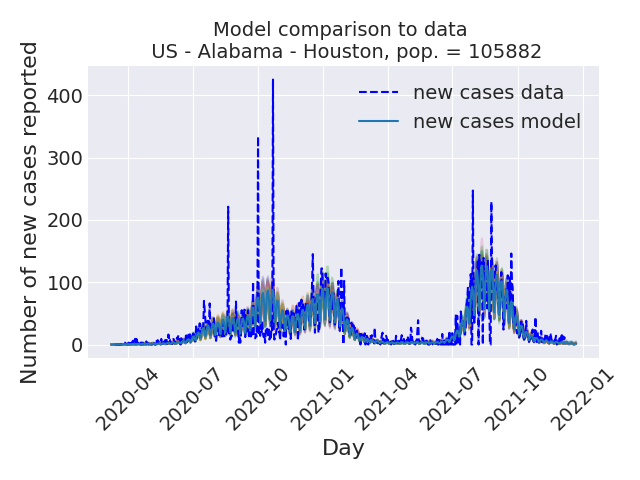 Model comparison to data
US - Alabama - Houston, pop. = 105882
Number of new cases reported
400
300
200
100
0
new cases data
new cases model
2020-04
2020-07
2020-10
2021-01
2021-04
2021-07
2021-10
2022-01
Day